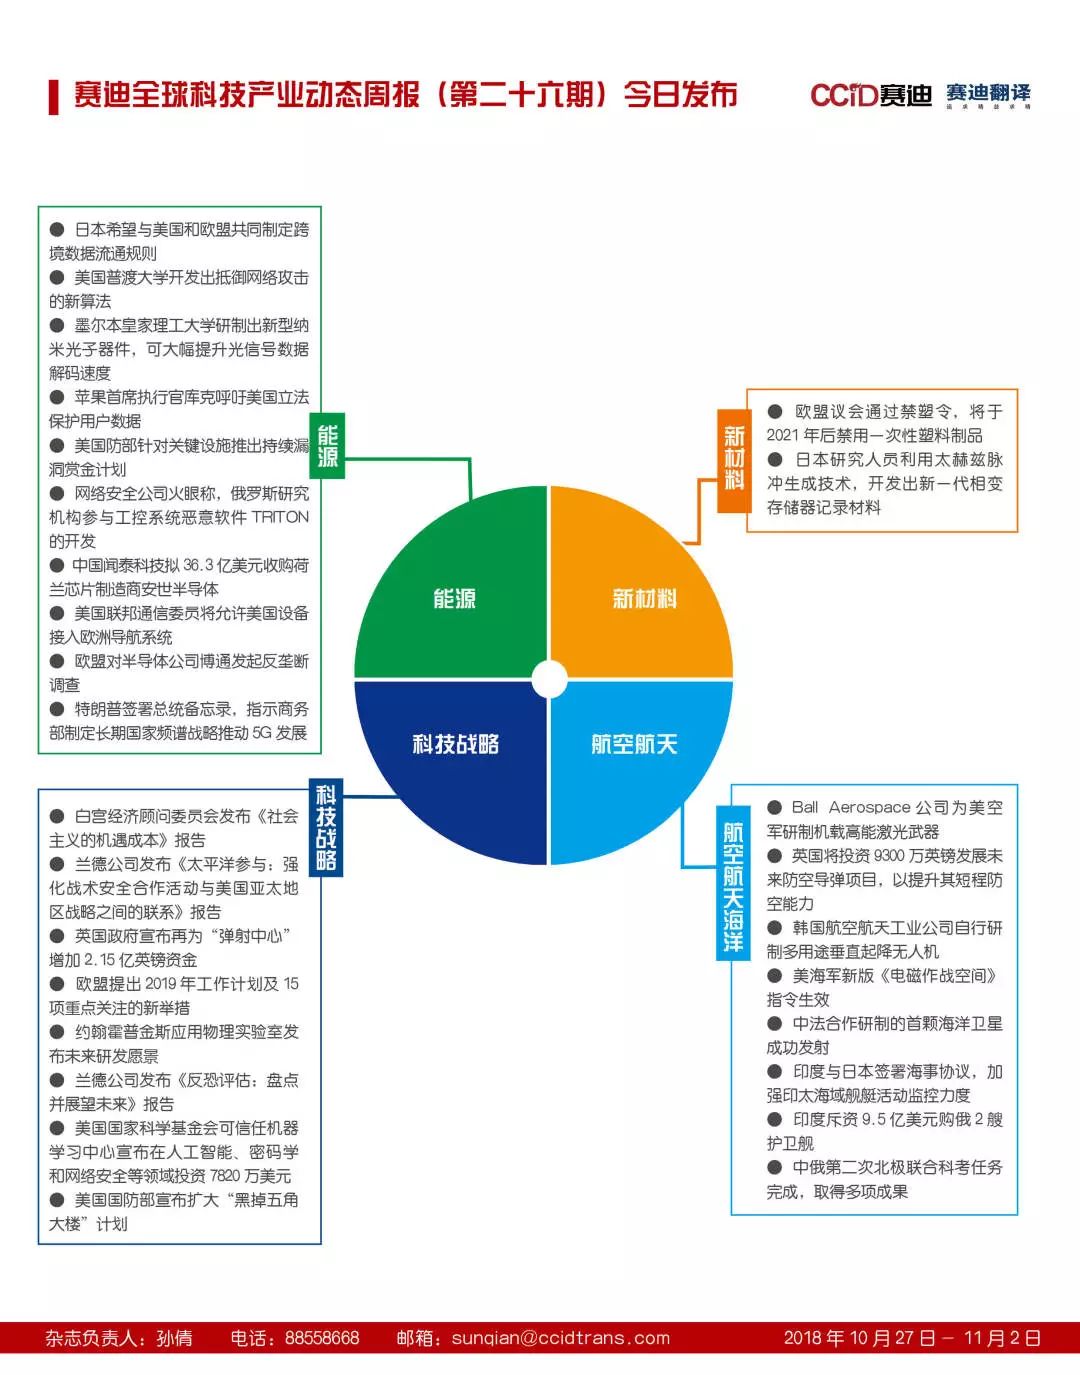 赛迪全球科技产业动态周报（第二十六期）今日发布
CCiD赛迪
赛迪翻译
追求精益求精
● 日本希望与美国和欧盟共同制定跨
境数据流通规则
● 美国普渡大学开发出抵御网络攻击
的新算法
● 墨尔本皇家理工大学研制出新型纳
米光子器件，可大幅提升光信号数据
解码速度
● 苹果首席执行官库克呼吁美国立法
保护用户数据
● 美国防部针对关键设施推出持续漏
洞赏金计划
● 网络安全公司火眼称，俄罗斯研究
机构参与工控系统恶意软件 TRITON
的开发
● 中国闻泰科技拟 36.3 亿美元收购荷
兰芯片制造商安世半导体
● 美国联邦通信委员将允许美国设备
接入欧洲导航系统
● 欧盟对半导体公司博通发起反垄断
调查
● 特朗普签署总统备忘录，指示商务
部制定长期国家频谱战略推动 5G 发展
能源
新材料
● 欧盟议会通过禁塑令，将于
2021 年后禁用一次性塑料制品
● 日本研究人员利用太赫兹脉
冲生成技术，开发出新一代相变
存储器记录材料
能源
新材料
科技战略
航空航天
科技战略
● 白宫经济顾问委员会发布《社会
主义的机遇成本》报告
● 兰德公司发布《太平洋参与：强
化战术安全合作活动与美国亚太地
区战略之间的联系》报告
● 英国政府宣布再为“弹射中心”
增加 2.15 亿英镑资金
● 欧盟提出 2019 年工作计划及 15
项重点关注的新举措
● 约翰霍普金斯应用物理实验室发
布未来研发愿景
● 兰德公司发布《反恐评估：盘点
并展望未来》报告
● 美国国家科学基金会可信任机器
学习中心宣布在人工智能、密码学
和网络安全等领域投资 7820 万美元
● 美国国防部宣布扩大“黑掉五角
大楼”计划
航空航天海洋
● Ball Aerospace 公司为美空
军研制机载高能激光武器
● 英国将投资 9300 万英镑发展未
来防空导弹项目，以提升其短程防
空能力
● 韩国航空航天工业公司自行研
制多用途垂直起降无人机
● 美海军新版《电磁作战空间》
指令生效
● 中法合作研制的首颗海洋卫星
成功发射
● 印度与日本签署海事协议，加
强印太海域舰艇活动监控力度
● 印度斥资 9.5 亿美元购俄 2 艘
护卫舰
● 中俄第二次北极联合科考任务
完成，取得多项成果
杂志负责人：孙倩 电话：88558668 邮箱：sunqian@ccidtrans.com 2018 年 10 月 27 日 – 11 月 2 日